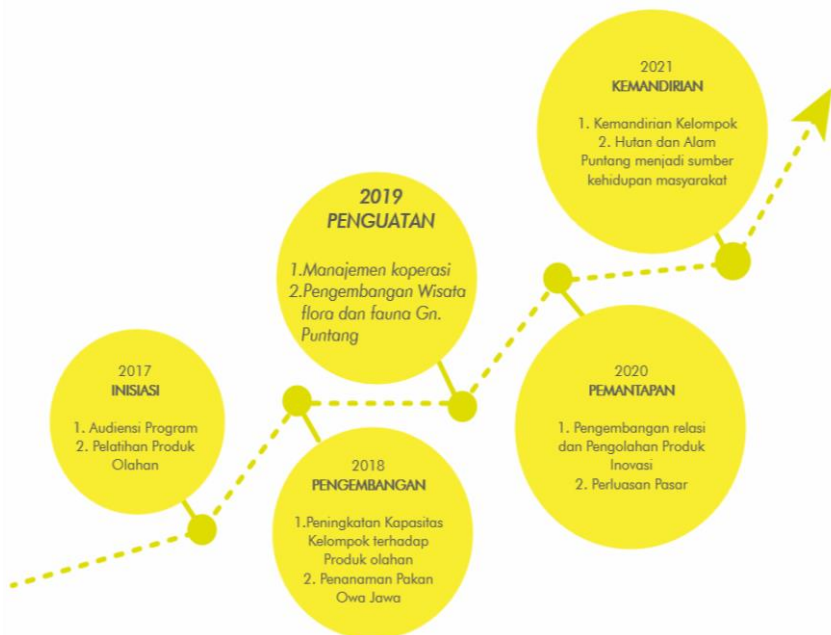 2017
INISIASI
1. Audiensi Program
2. Pelatihan Produk
Olahan
2018
PENGEMBANGAN
1.Peningkatan Kapasitas
Kelompok terhadap
Produk olahan
2. Penanaman Pakan
Owa Jawa
2019
PENGUATAN
1.Manajemen koperasi
2.Pengembangan Wisata
flora dan fauna Gn.
Puntang
2020
PEMANTAPAN
1. Pengembangan relasi
dan Pengolahan Produk
Inovasi
2. Perluasan Pasar
2021
KEMANDIRIAN
1. Kemandirian Kelompok
2. Hutan dan Alam
Puntang menjadi sumber
kehidupan masyarakat